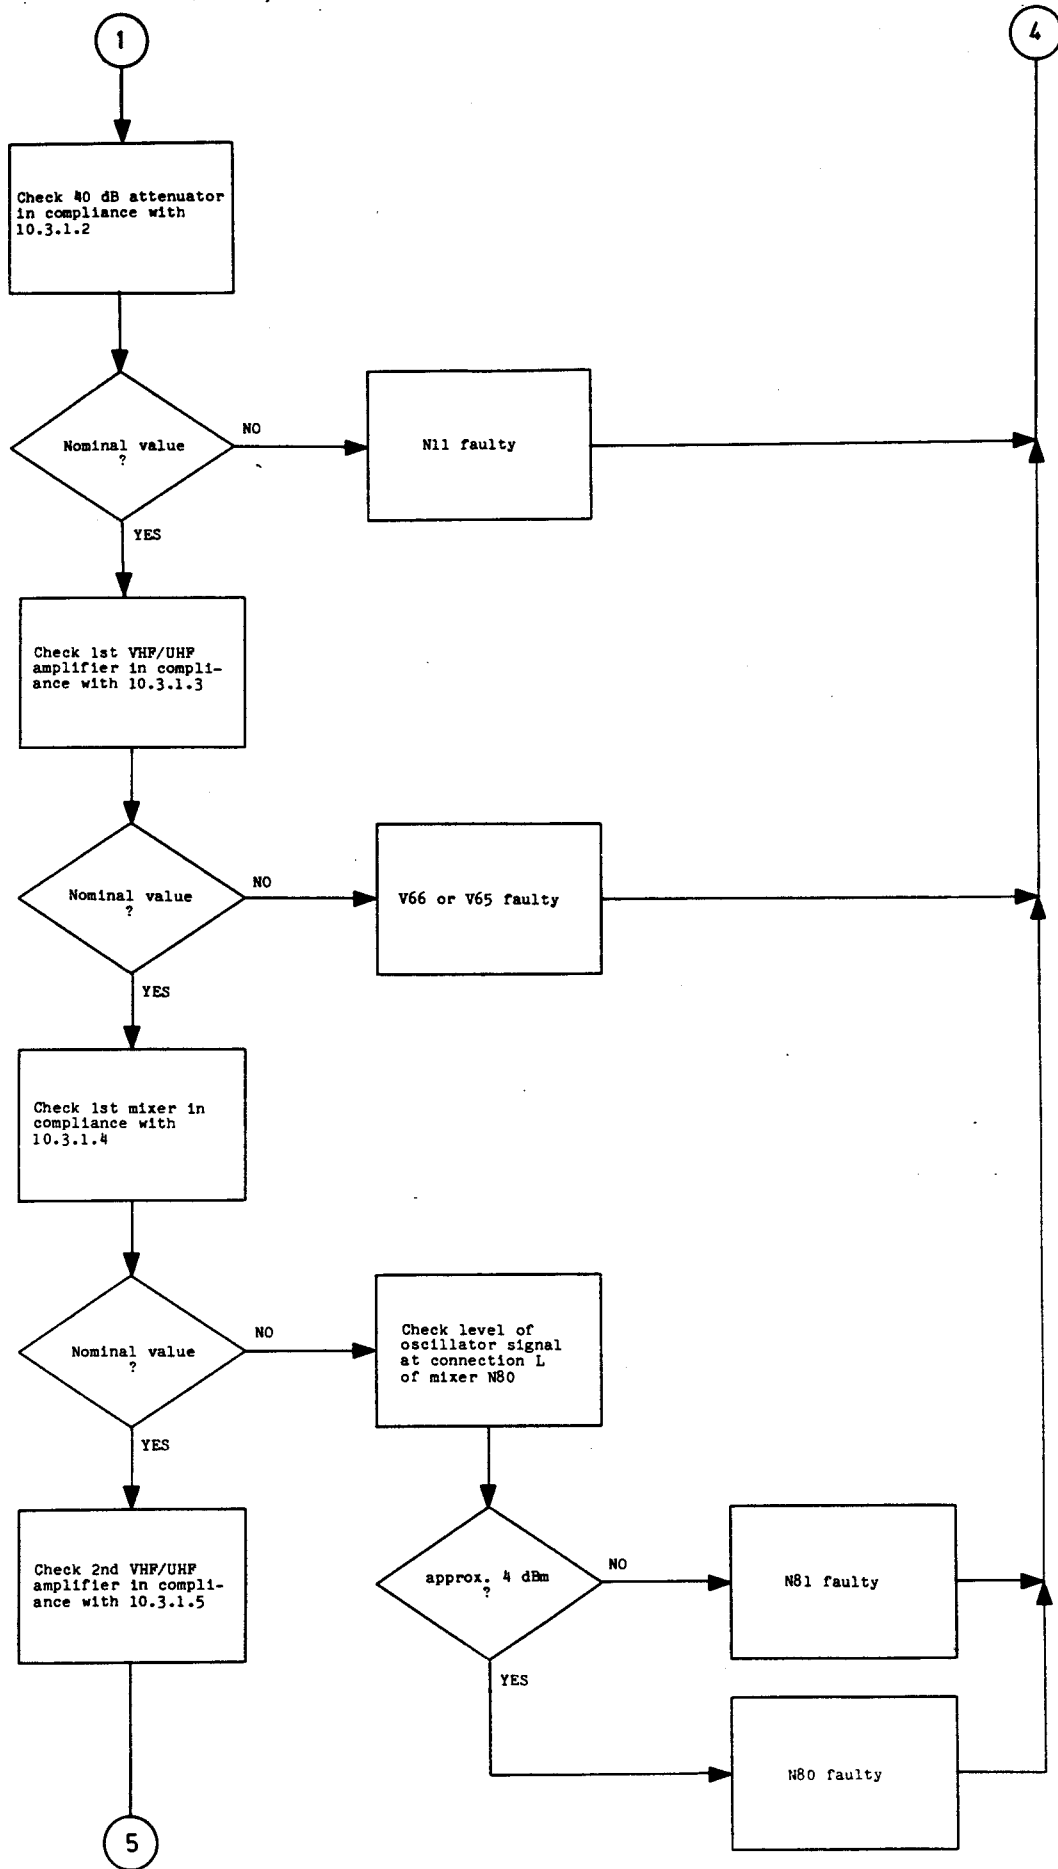 1
4
Check 40 dB attenuator
in compliance with
10.3.1.2
Nominal value
?
NO
N11 faulty
YES
Check 1st VHF/UHF
amplifier in compli-
ance with 10.3.1.3
Nominal value
?
NO
V66 or V65 faulty
YES
Check 1st mixer in
compliance with
10.3.1.4
Nominal value
?
NO
Check level of
oscillator signal
at connection L
of mixer N80
YES
Check 2nd VHF/UHF
amplifier in compli-
ance with 10.3.1.5
approx. 4 dBm
?
NO
N81 faulty
YES
N80 faulty
5